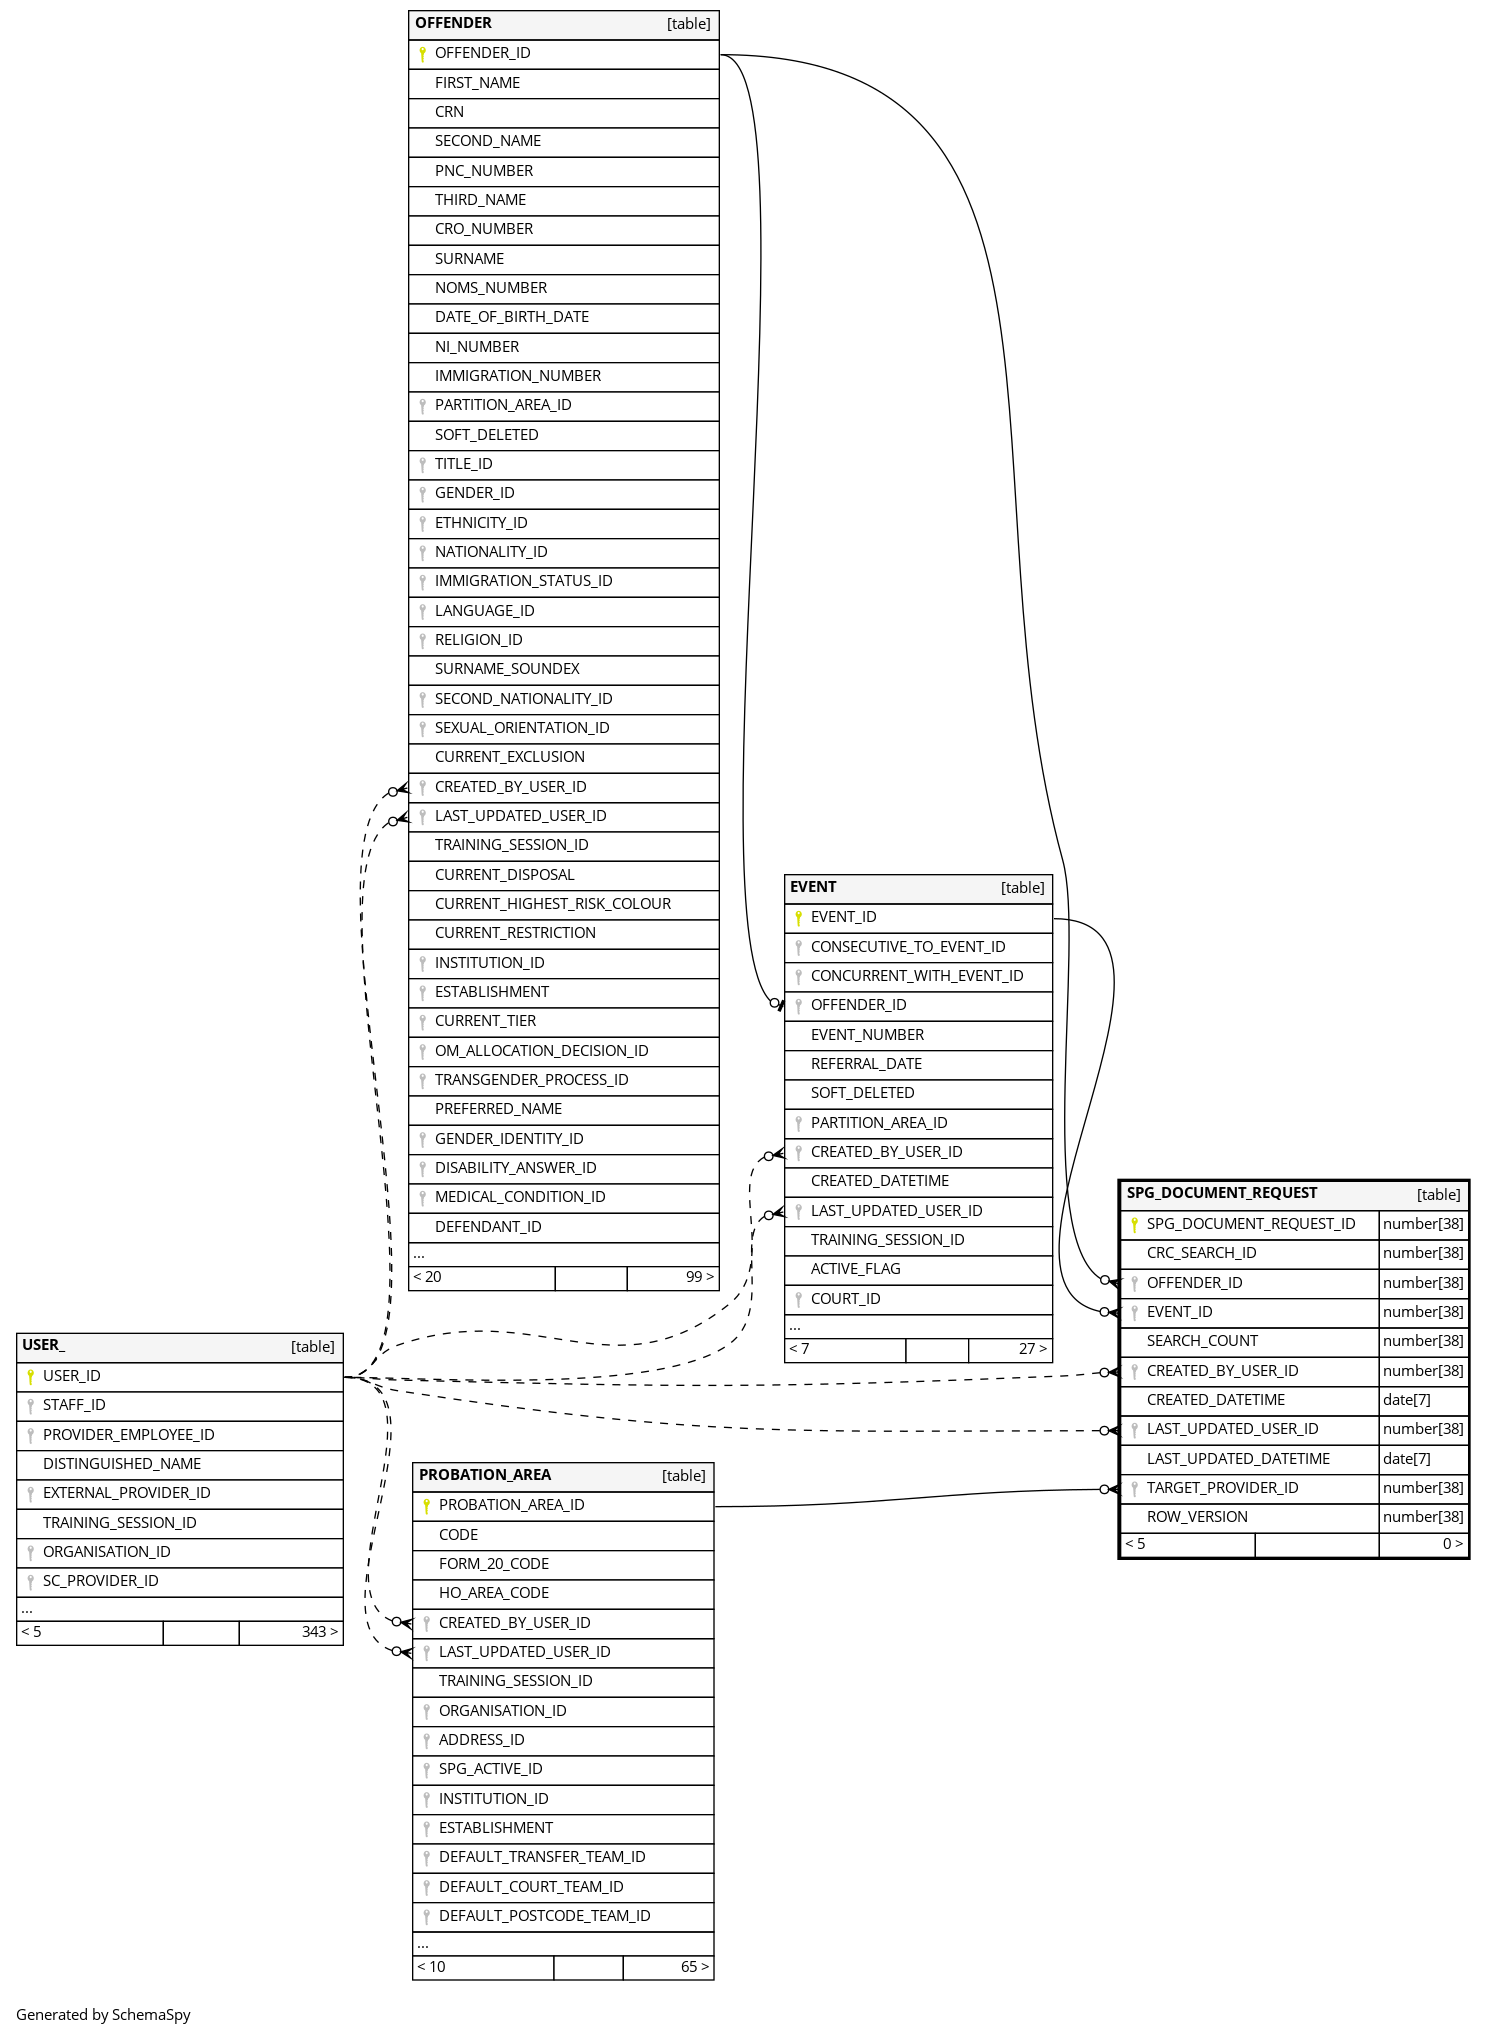 OFFENDER [table]
OFFENDER_ID
FIRST_NAME
CRN
SECOND_NAME
PNC_NUMBER
THIRD_NAME
CRO_NUMBER
SURNAME
NOMS_NUMBER
DATE_OF_BIRTH_DATE
NI_NUMBER
IMMIGRATION_NUMBER
PARTITION_AREA_ID
SOFT_DELETED
TITLE_ID
GENDER_ID
ETHNICITY_ID
NATIONALITY_ID
IMMIGRATION_STATUS_ID
LANGUAGE_ID
RELIGION_ID
SURNAME_SOUNDEX
SECOND_NATIONALITY_ID
SEXUAL_ORIENTATION_ID
CURRENT_EXCLUSION
CREATED_BY_USER_ID
LAST_UPDATED_USER_ID
TRAINING_SESSION_ID
CURRENT_DISPOSAL
CURRENT_HIGHEST_RISK_COLOUR
CURRENT_RESTRICTION
INSTITUTION_ID
ESTABLISHMENT
CURRENT_TIER
OM_ALLOCATION_DECISION_ID
TRANSGENDER_PROCESS_ID
PREFERRED_NAME
GENDER_IDENTITY_ID
DISABILITY_ANSWER_ID
MEDICAL_CONDITION_ID
DEFENDANT_ID
...
< 20 99 >
EVENT [table]
EVENT_ID
CONSECUTIVE_TO_EVENT_ID
CONCURRENT_WITH_EVENT_ID
OFFENDER_ID
EVENT_NUMBER
REFERRAL_DATE
SOFT_DELETED
PARTITION_AREA_ID
CREATED_BY_USER_ID
CREATED_DATETIME
LAST_UPDATED_USER_ID
TRAINING_SESSION_ID
ACTIVE_FLAG
COURT_ID
...
< 7 27 >
SPG_DOCUMENT_REQUEST [table]
SPG_DOCUMENT_REQUEST_ID number[38]
CRC_SEARCH_ID number[38]
OFFENDER_ID number[38]
EVENT_ID number[38]
SEARCH_COUNT number[38]
CREATED_BY_USER_ID number[38]
CREATED_DATETIME date[7]
LAST_UPDATED_USER_ID number[38]
LAST_UPDATED_DATETIME date[7]
TARGET_PROVIDER_ID number[38]
ROW_VERSION number[38]
< 5 0 >
USER_ [table]
USER_ID
STAFF_ID
PROVIDER_EMPLOYEE_ID
DISTINGUISHED_NAME
EXTERNAL_PROVIDER_ID
TRAINING_SESSION_ID
ORGANISATION_ID
SC_PROVIDER_ID
...
< 5 343 >
PROBATION_AREA [table]
PROBATION_AREA_ID
CODE
FORM_20_CODE
HO_AREA_CODE
CREATED_BY_USER_ID
LAST_UPDATED_USER_ID
TRAINING_SESSION_ID
ORGANISATION_ID
ADDRESS_ID
SPG_ACTIVE_ID
INSTITUTION_ID
ESTABLISHMENT
DEFAULT_TRANSFER_TEAM_ID
DEFAULT_COURT_TEAM_ID
DEFAULT_POSTCODE_TEAM_ID
...
< 10 65 >
Generated by SchemaSpy